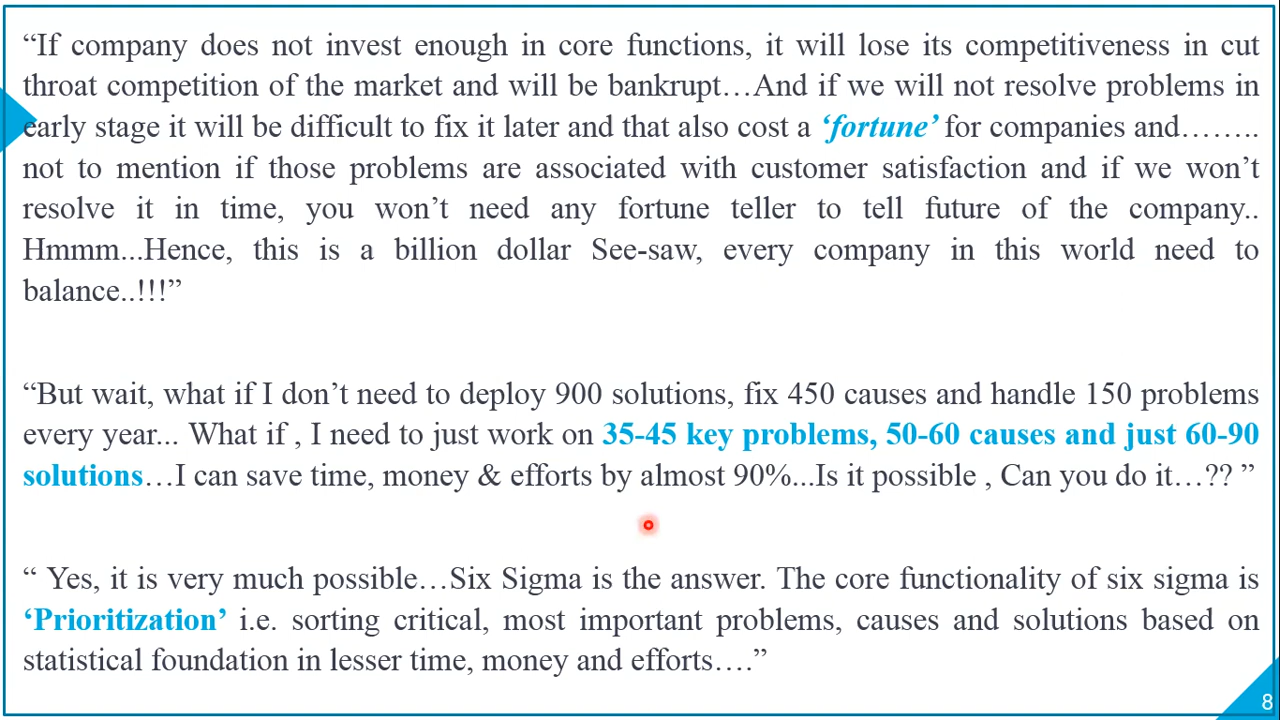 “If company does not invest enough in core functions, it will lose its competitiveness in cut
throat competition of the market and will be bankrupt…And if we will not resolve problems in
early stage it will be difficult to fix it later and that also cost a ‘fortune’ for companies and……..
not to mention if those problems are associated with customer satisfaction and if we won’t
resolve it in time, you won’t need any fortune teller to tell future of the company..
Hmmm...Hence, this is a billion dollar See-saw, every company in this world need to
balance..!!!”
“But wait, what if I don’t need to deploy 900 solutions, fix 450 causes and handle 150 problems
every year... What if , I need to just work on 35-45 key problems, 50-60 causes and just 60-90
solutions…I can save time, money & efforts by almost 90%...Is it possible , Can you do it…?? ”
“ Yes, it is very much possible…Six Sigma is the answer. The core functionality of six sigma is
‘Prioritization’ i.e. sorting critical, most important problems, causes and solutions based on
statistical foundation in lesser time, money and efforts….”
8